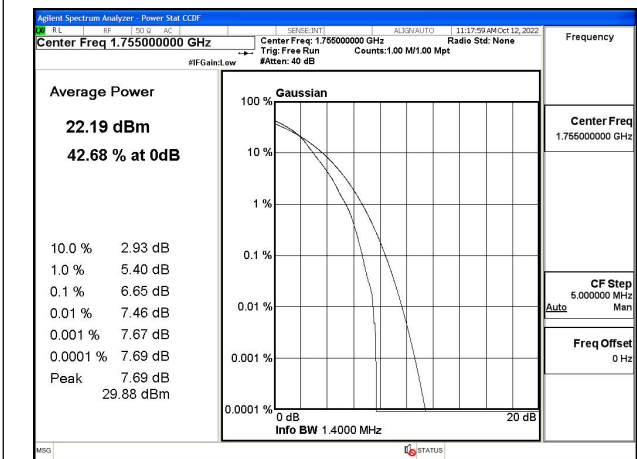 Agilent Spectrum Analyzer - Power Stat CCDF
RL RF 50 Ω AC SENSE:INT ALIGNAUTO 11:17:59 AM Oct 12, 2022
Center Freq 1.755000000 GHz
Center Freq: 1.755000000 GHz Radio Std: None
Trig: Free Run Counts:1.00 M/1.00 Mpt
#IFGain:Low #Atten: 40 dB
Frequency
Average Power
22.19 dBm
42.68 % at 0dB
10.0 % 2.93 dB
1.0 % 5.40 dB
0.1 % 6.65 dB
0.01 % 7.46 dB
0.001 % 7.67 dB
0.0001 % 7.69 dB
Peak 7.69 dB
29.88 dBm
Gaussian
100 %
10 %
1 %
0.1 %
0.01 %
0.001 %
0.0001 %
0 dB 20 dB
Info BW 1.4000 MHz
Center Freq
1.755000000 GHz
CF Step
5.000000 MHz
Auto Man
Freq Offset
0 Hz
MSG STATUS